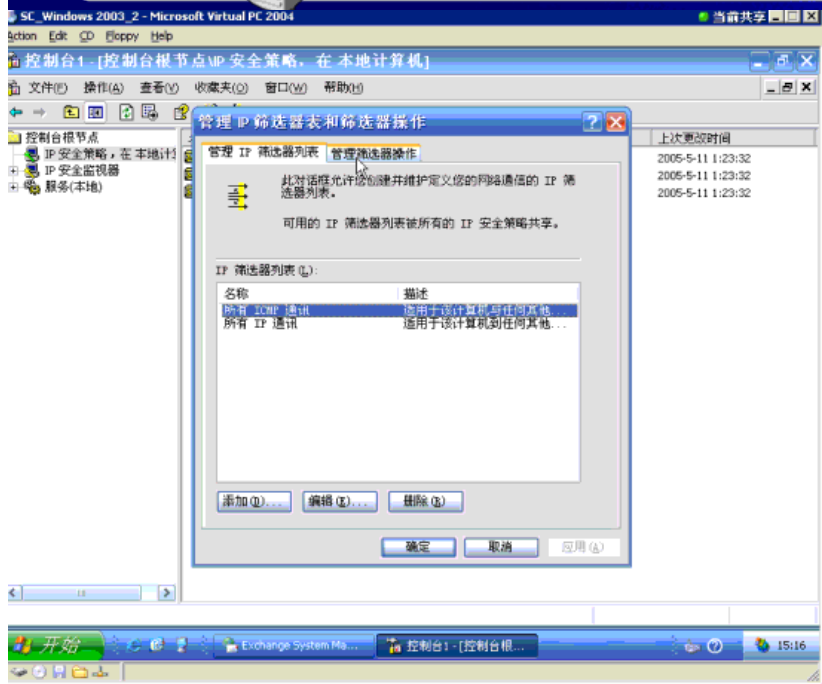 SC_Windows 2003_2 - Microsoft Virtual PC 2004
当前共享
Action Edit CD Floppy Help
控制台1 - [控制台根节点\IP 安全策略，在 本地计算机]
文件(F) 操作(A) 查看(V) 收藏夹(O) 窗口(W) 帮助(H)
控制台根节点
IP 安全策略，在 本地计
IP 安全监视器
服务(本地)
上次更改时间
2005-5-11 1:23:32
2005-5-11 1:23:32
2005-5-11 1:23:32
管理 IP 筛选器表和筛选器操作
管理 IP 筛选器列表 管理筛选器操作
此对话框允许您创建并维护定义您的网络通信的 IP 筛
选器列表。
可用的 IP 筛选器列表被所有的 IP 安全策略共享。
IP 筛选器列表(L):
名称 描述
所有 ICMP 通讯 适用于该计算机与任何其他...
所有 IP 通讯 适用于该计算机到任何其他...
添加(D)... 编辑(E)... 删除(R)
确定 取消 应用(A)
开始 Exchange System Ma... 控制台1 - [控制台根... 15:16